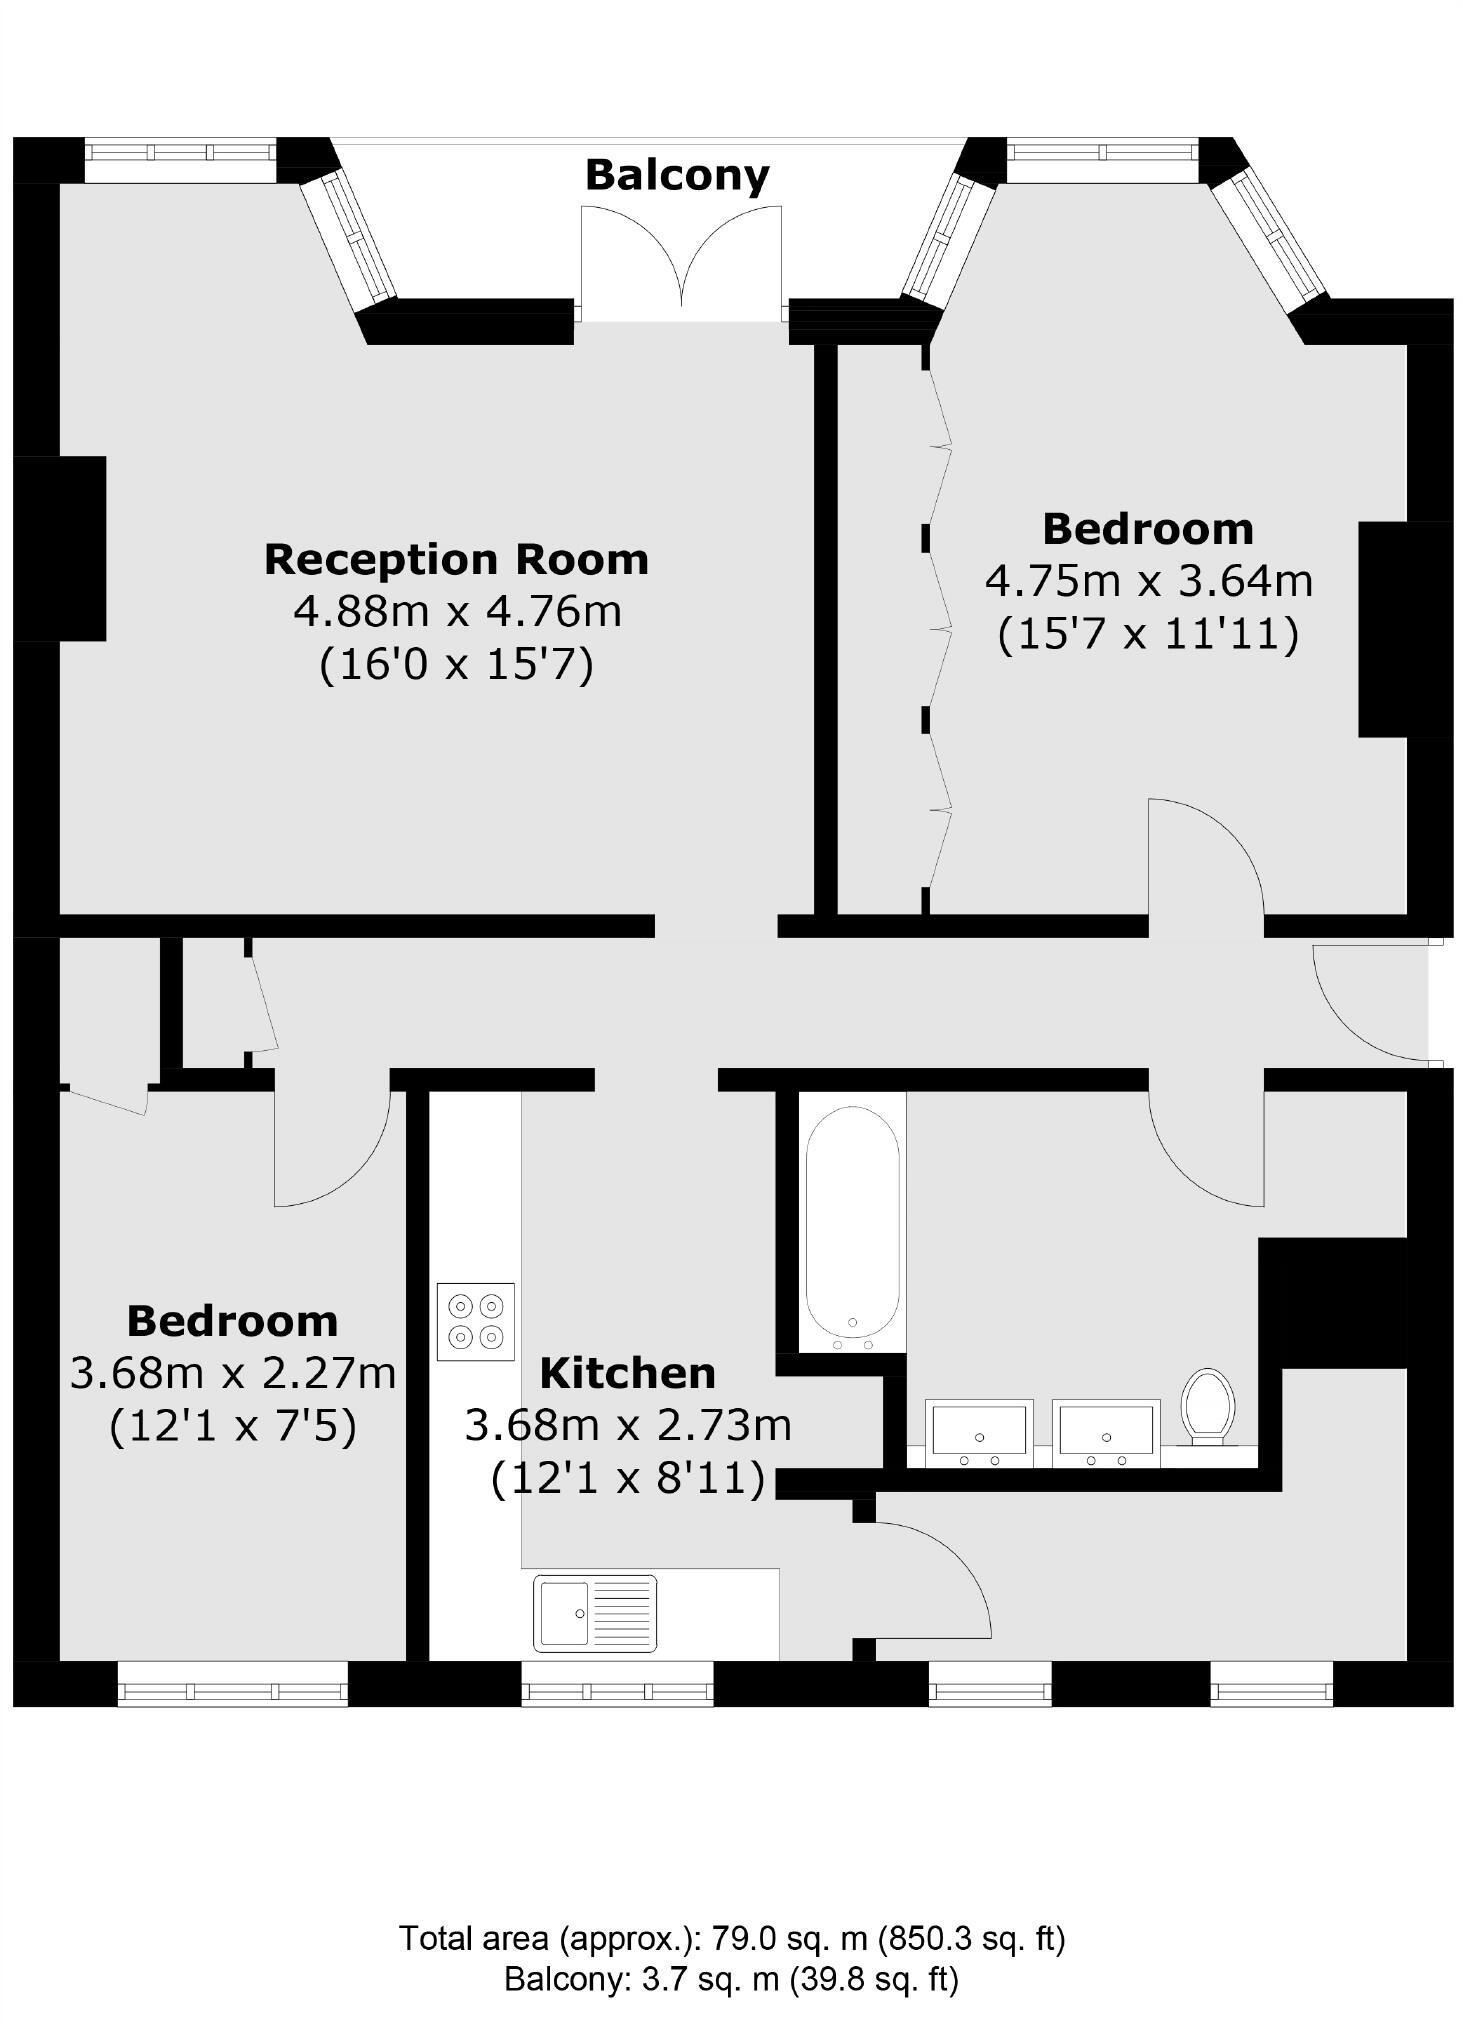 Balcony
Reception Room
4.88m x 4.76m
(16'0 x 15'7)
Bedroom
4.75m x 3.64m
(15'7 x 11'11)
Bedroom
3.68m x 2.27m
(12'1 x 7'5)
Kitchen
3.68m x 2.73m
(12'1 x 8'11)
Total area (approx.): 79.0 sq. m (850.3 sq. ft)
Balcony: 3.7 sq. m (39.8 sq. ft)